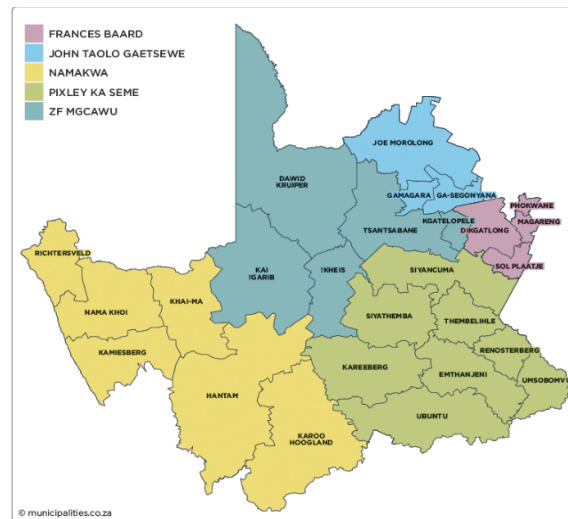 FRANCES BAARD
JOHN TAOLO GAETSEWE
NAMAKWA
PIXLEY KA SEME
ZF MGCAWU
JOE MOROLONG
DAWID
KRUIPER
GAMAGARA
GA-SEGONYANA
PHOKWANE
MAGARENG
KGATELOPELE
DIKGATLONG
TSANTSABANE
RICHTERSVELD
SOL PLAATJE
KAI
!GARIB
!KHEIS
SIYANCUMA
KHAI-MA
NAMA KHOI
SIYATHEMBA
THEMBELIHLE
KAMIESBERG
RENOSTERBERG
KAREEBERG
EMTHANJENI
UMSOBOMVU
HANTAM
UBUNTU
KAROO
HOOGLAND
© municipalities.co.za